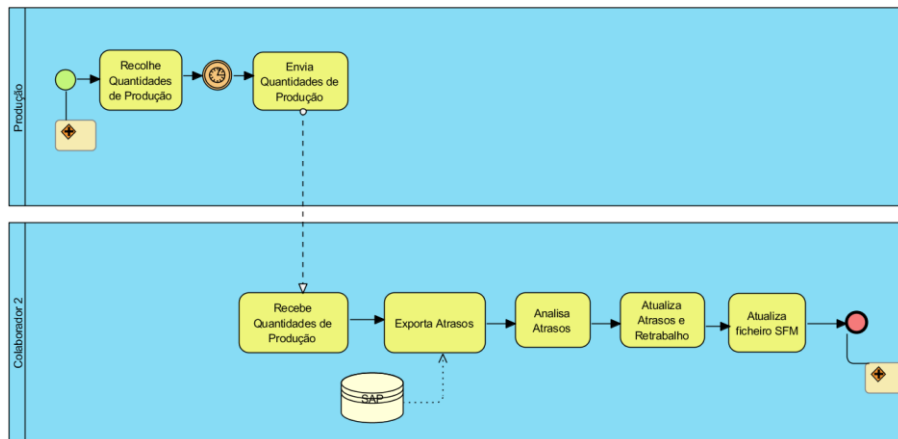 Produção
Recolhe
Quantidades
de Produção
Envia
Quantidades de
Produção
Colaborador 2
Recebe
Quantidades de
Produção
Exporta Atrasos
Analisa
Atrasos
Atualiza
Atrasos e
Retrabalho
Atualiza
ficheiro SFM
SAP